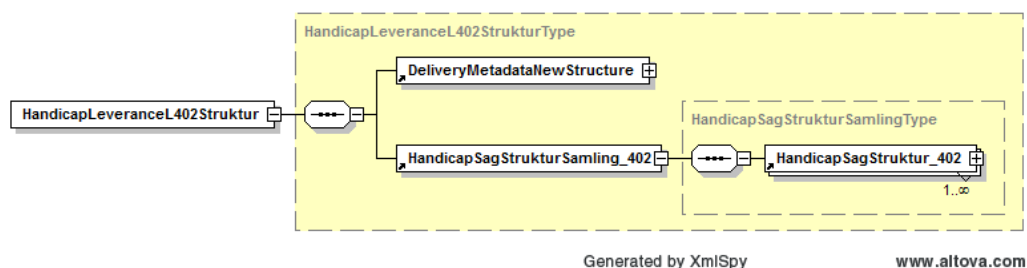 HandicapLeveranceL402StrukturType
DeliveryMetadataNewStructure
HandicapLeveranceL402Struktur
HandicapSagStrukturSamlingType
HandicapSagStrukturSamling_402
HandicapSagStruktur_402
1..∞
Generated by XmlSpy www.altova.com